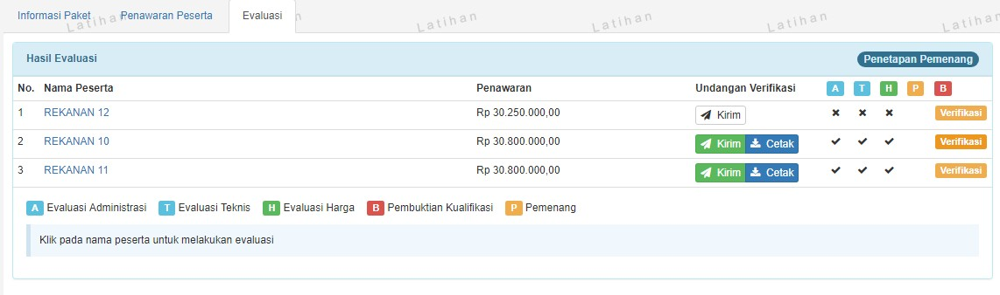 Informasi Paket Penawaran Peserta Evaluasi
Latihan Latihan Latihan Latihan
Hasil Evaluasi Penetapan Pemenang
No. Nama Peserta Penawaran Undangan Verifikasi A T H P B
1 REKANAN 12 Rp 30.250.000,00 Kirim Verifikasi
2 REKANAN 10 Rp 30.800.000,00 Kirim Cetak Verifikasi
3 REKANAN 11 Rp 30.800.000,00 Kirim Cetak Verifikasi
A Evaluasi Administrasi T Evaluasi Teknis H Evaluasi Harga B Pembuktian Kualifikasi P Pemenang
Klik pada nama peserta untuk melakukan evaluasi